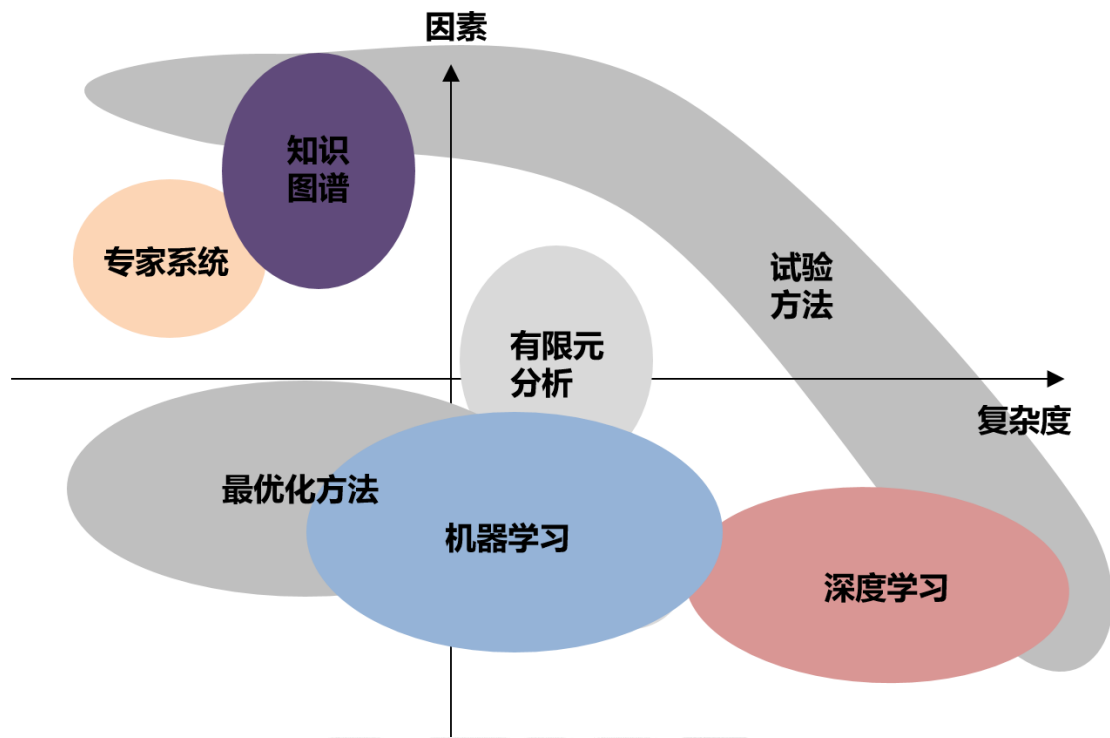 因素
知识
图谱
专家系统
试验
方法
有限元
分析
复杂度
最优化方法
机器学习
深度学习